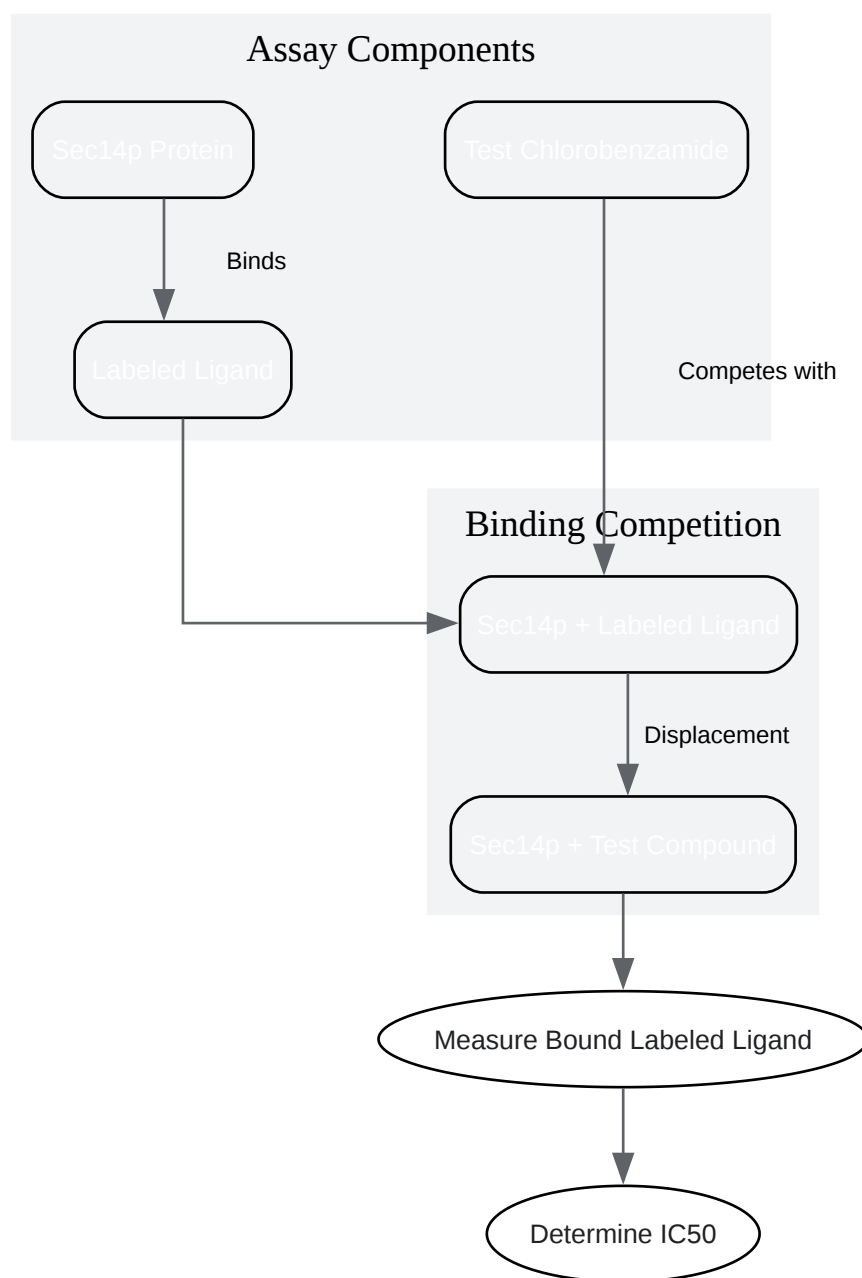 Assay Components
Sec14p Protein
Test Chlorobenzamide
Binds
Labeled Ligand
Competes with
Binding Competition
Sec14p + Labeled Ligand
Displacement
Sec14p + Test Compound
Measure Bound Labeled Ligand
Determine IC50